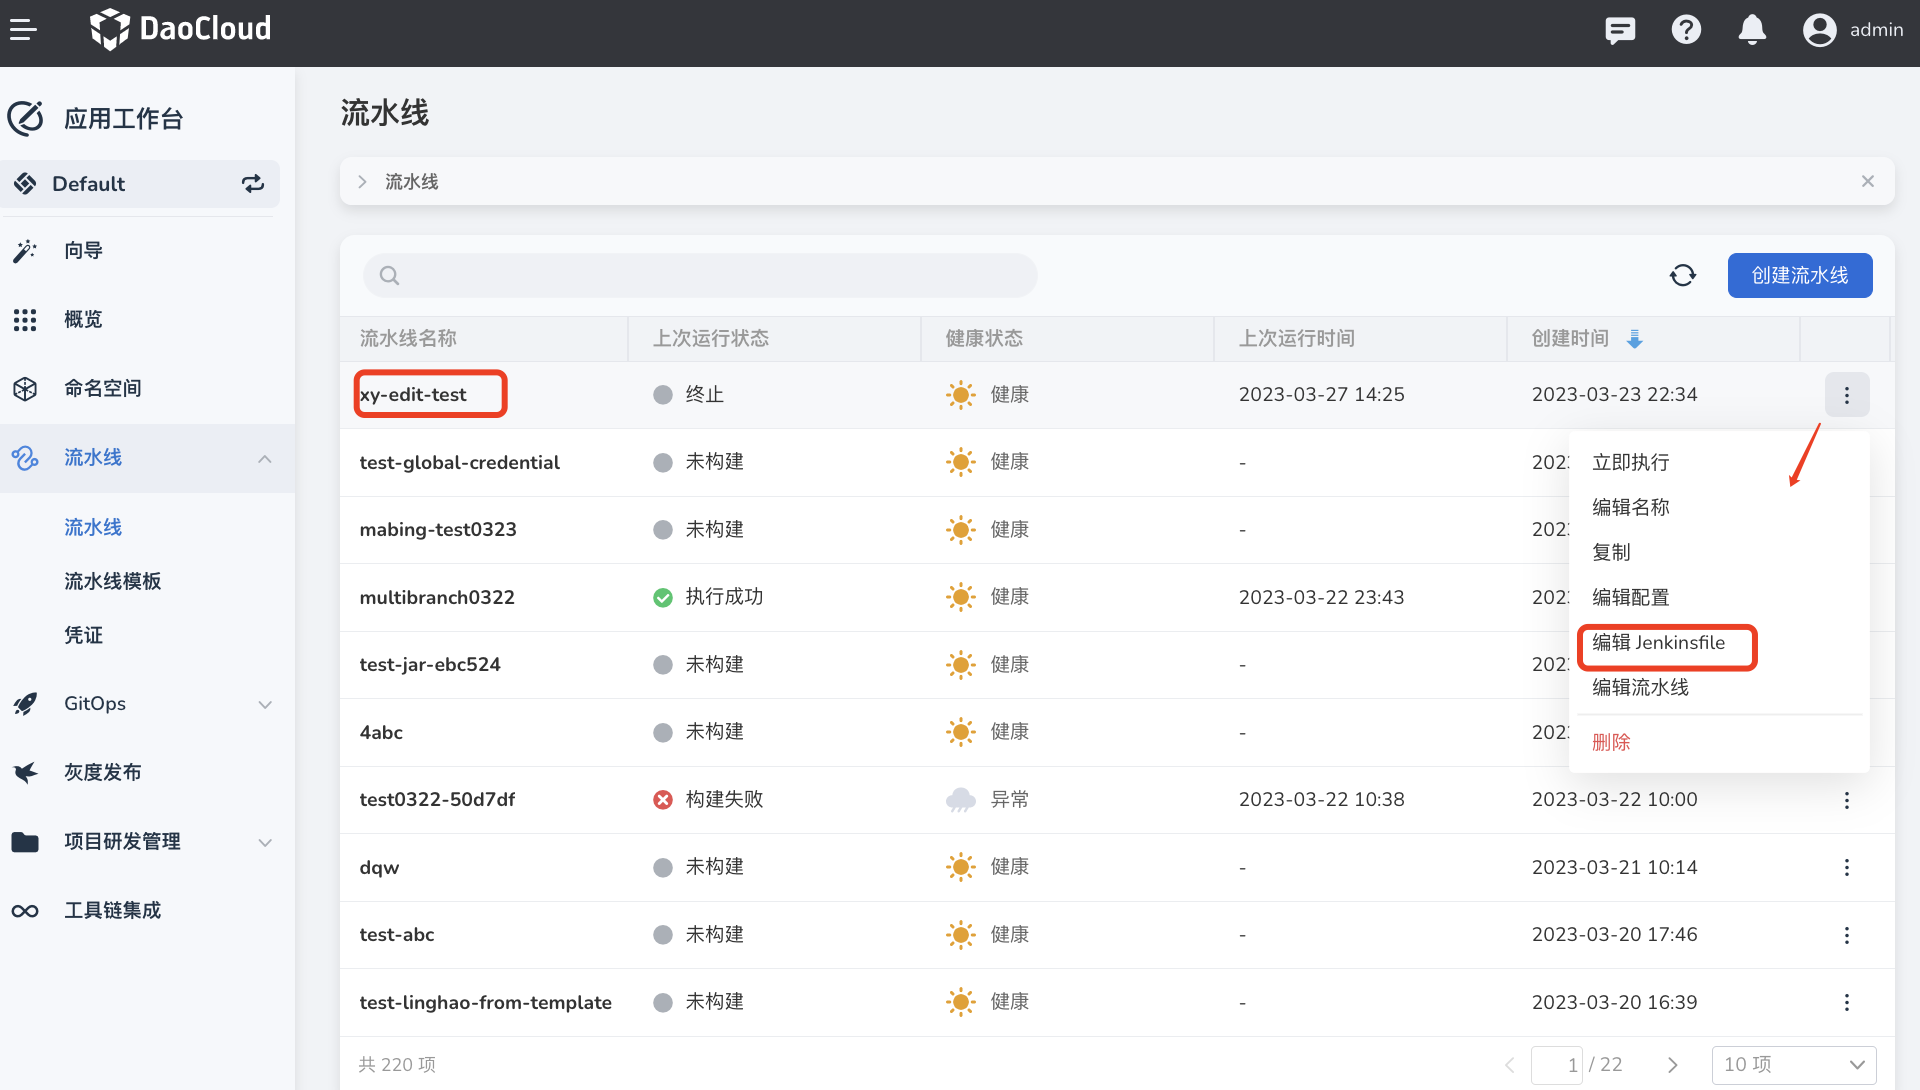 DaoCloud
admin
应用工作台
Default
向导
概览
命名空间
流水线
流水线
流水线模板
凭证
GitOps
灰度发布
项目研发管理
工具链集成
流水线
流水线
创建流水线
流水线名称 上次运行状态 健康状态 上次运行时间 创建时间
xy-edit-test 终止 健康 2023-03-27 14:25 2023-03-23 22:34
test-global-credential 未构建 健康 - 202
mabing-test0323 未构建 健康 - 202
multibranch0322 执行成功 健康 2023-03-22 23:43 202
test-jar-ebc524 未构建 健康 - 202
4abc 未构建 健康 - 202
test0322-50d7df 构建失败 异常 2023-03-22 10:38 2023-03-22 10:00
dqw 未构建 健康 - 2023-03-21 10:14
test-abc 未构建 健康 - 2023-03-20 17:46
test-linghao-from-template 未构建 健康 - 2023-03-20 16:39
立即执行
编辑名称
复制
编辑配置
编辑 Jenkinsfile
编辑流水线
删除
共 220 项
1 / 22
10 项